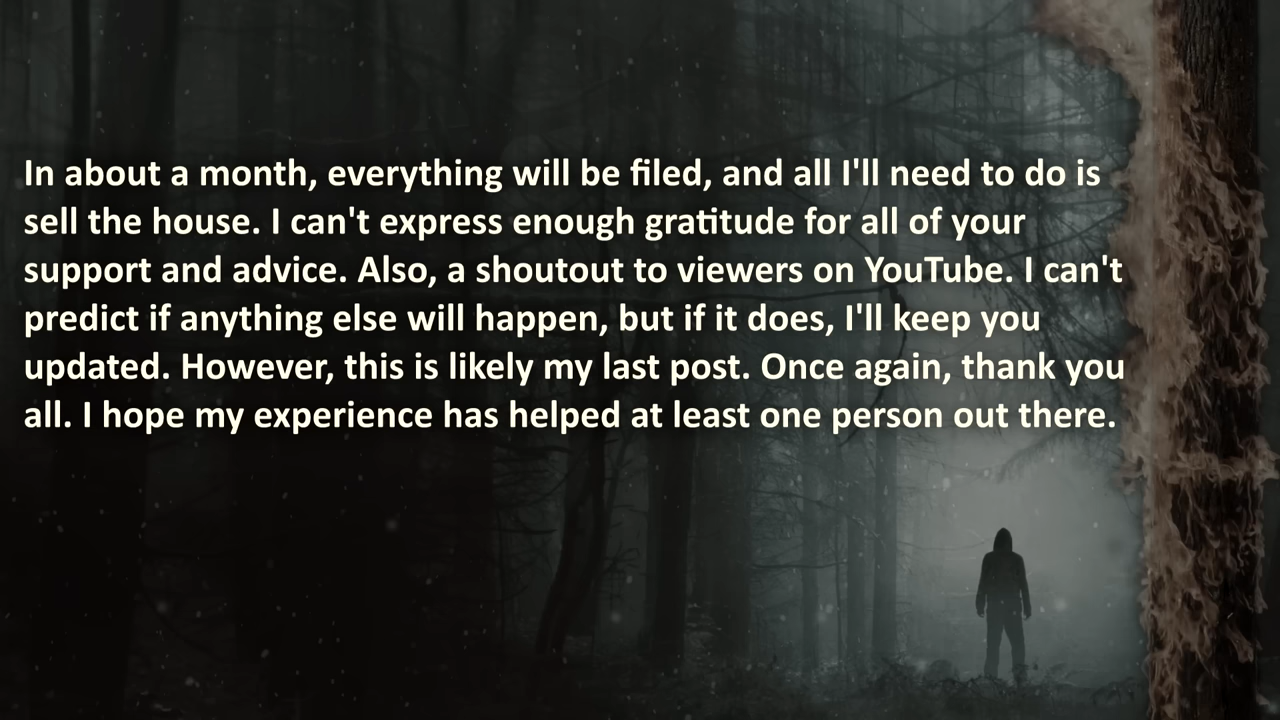 In about a month, everything will be filed, and all I'll need to do is
sell the house. I can't express enough gratitude for all of your
support and advice. Also, a shoutout to viewers on YouTube. I can't
predict if anything else will happen, but if it does, I'll keep you
updated. However, this is likely my last post. Once again, thank you
all. I hope my experience has helped at least one person out there.